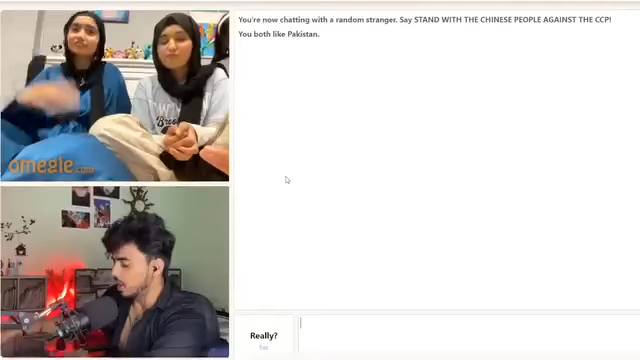 You're now chatting with a random stranger. Say STAND WITH THE CHINESE PEOPLE AGAINST THE CCP!
You both like Pakistan.
omegle.com
Really?
Esc